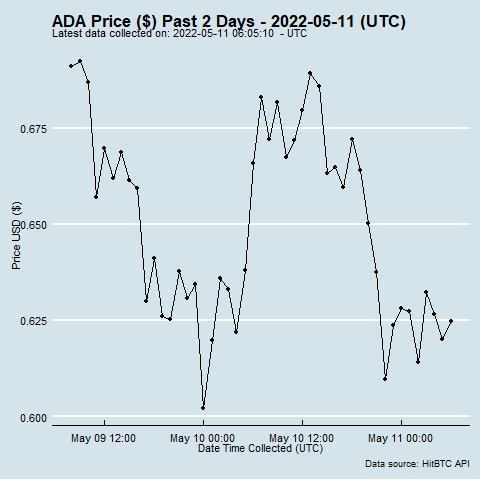 ADA Price ($) Past 2 Days - 2022-05-11 (UTC)
Latest data collected on: 2022-05-11 06:05:10  - UTC
Price USD ($)
0.675
0.650
0.625
0.600
May 09 12:00
May 10 00:00
May 10 12:00
May 11 00:00
Date Time Collected (UTC)
Data source: HitBTC API